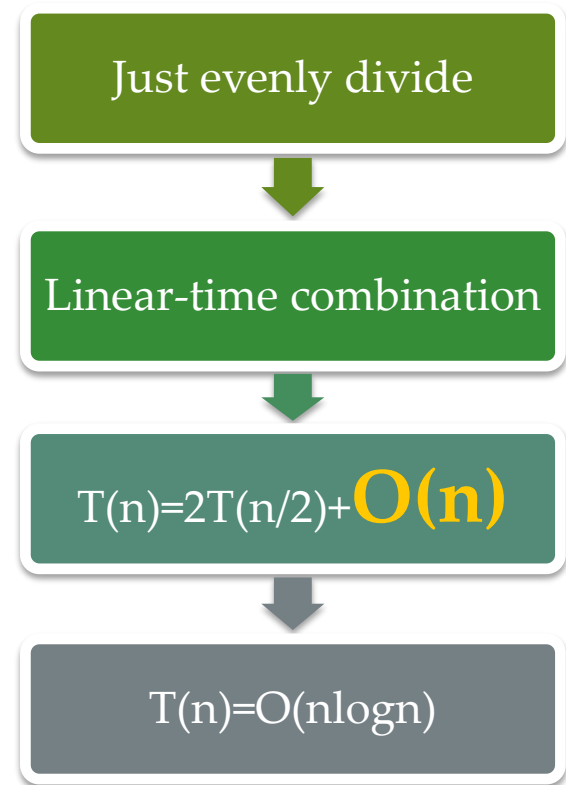 Just evenly divide
Linear-time combination
T(n)=2T(n/2)+O(n)
T(n)=O(nlogn)